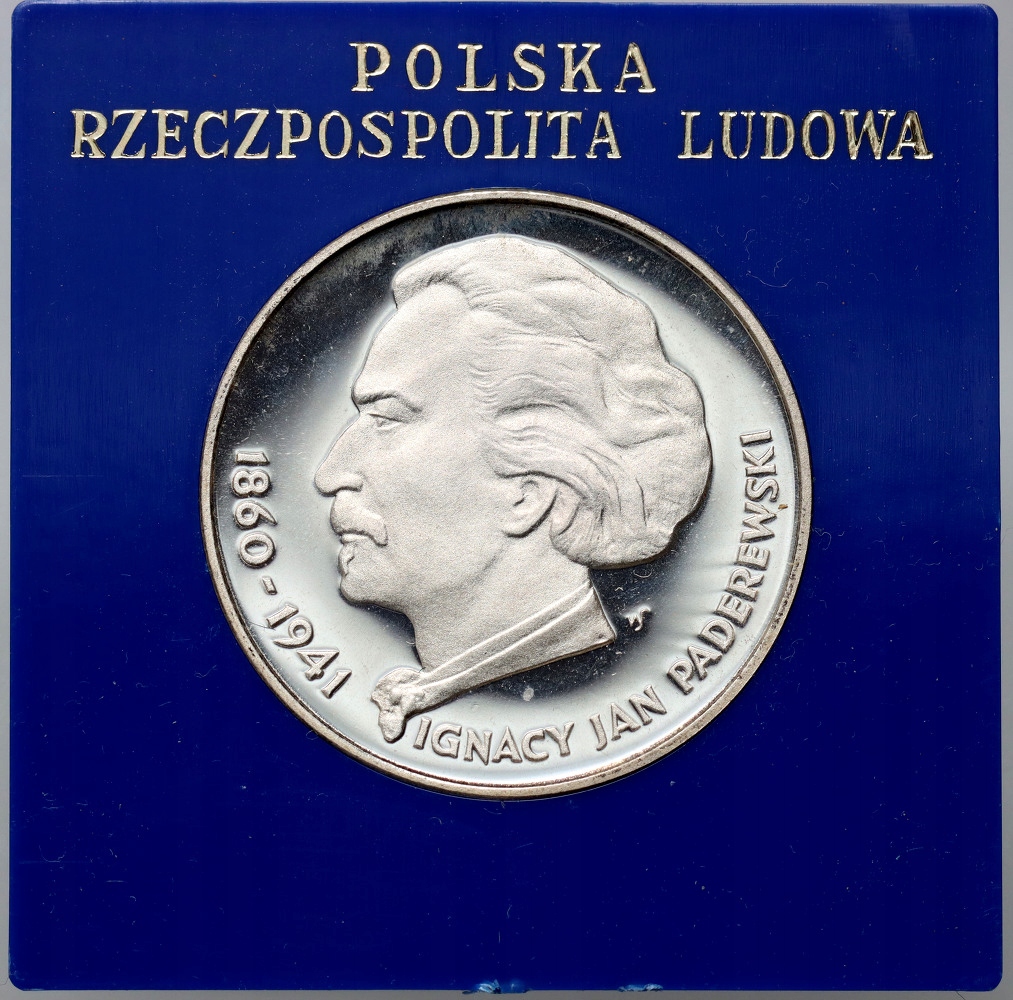 POLSKA
RZECZPOSPOLITA LUDOWA
1860-1941
IGNACY JAN PADEREWSKI